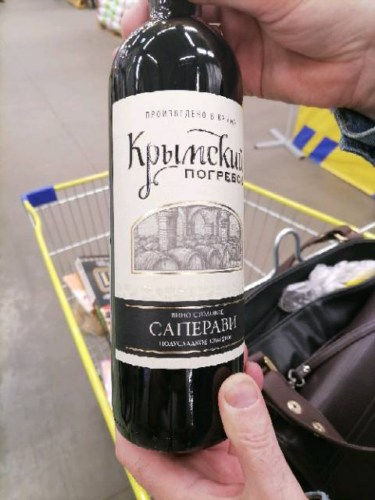 ПРОИЗВЕДЕНО В КРЫМУ
Крымский
ПОГРЕБОК
ВИНО СТОЛОВОЕ
САПЕРАВИ
ПОЛУСЛАДКОЕ КРАСНОЕ